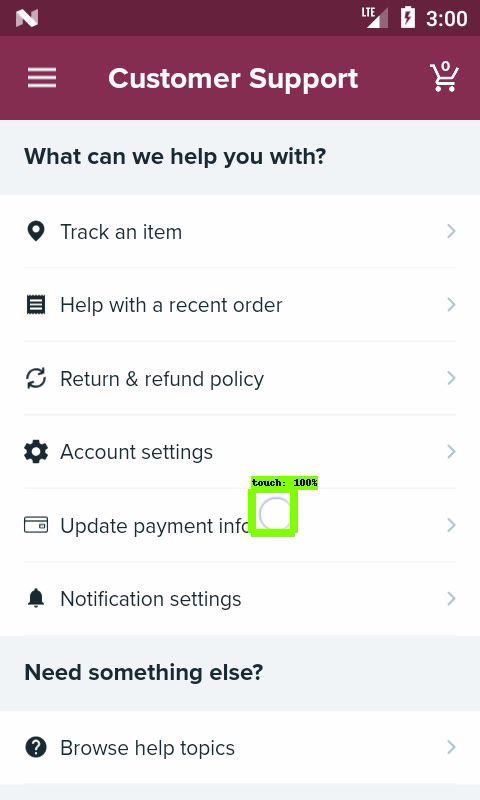 LTE 3:00
Customer Support
0
What can we help you with?
Track an item
Help with a recent order
Return & refund policy
Account settings
touch: 100%
Update payment info
Notification settings
Need something else?
Browse help topics